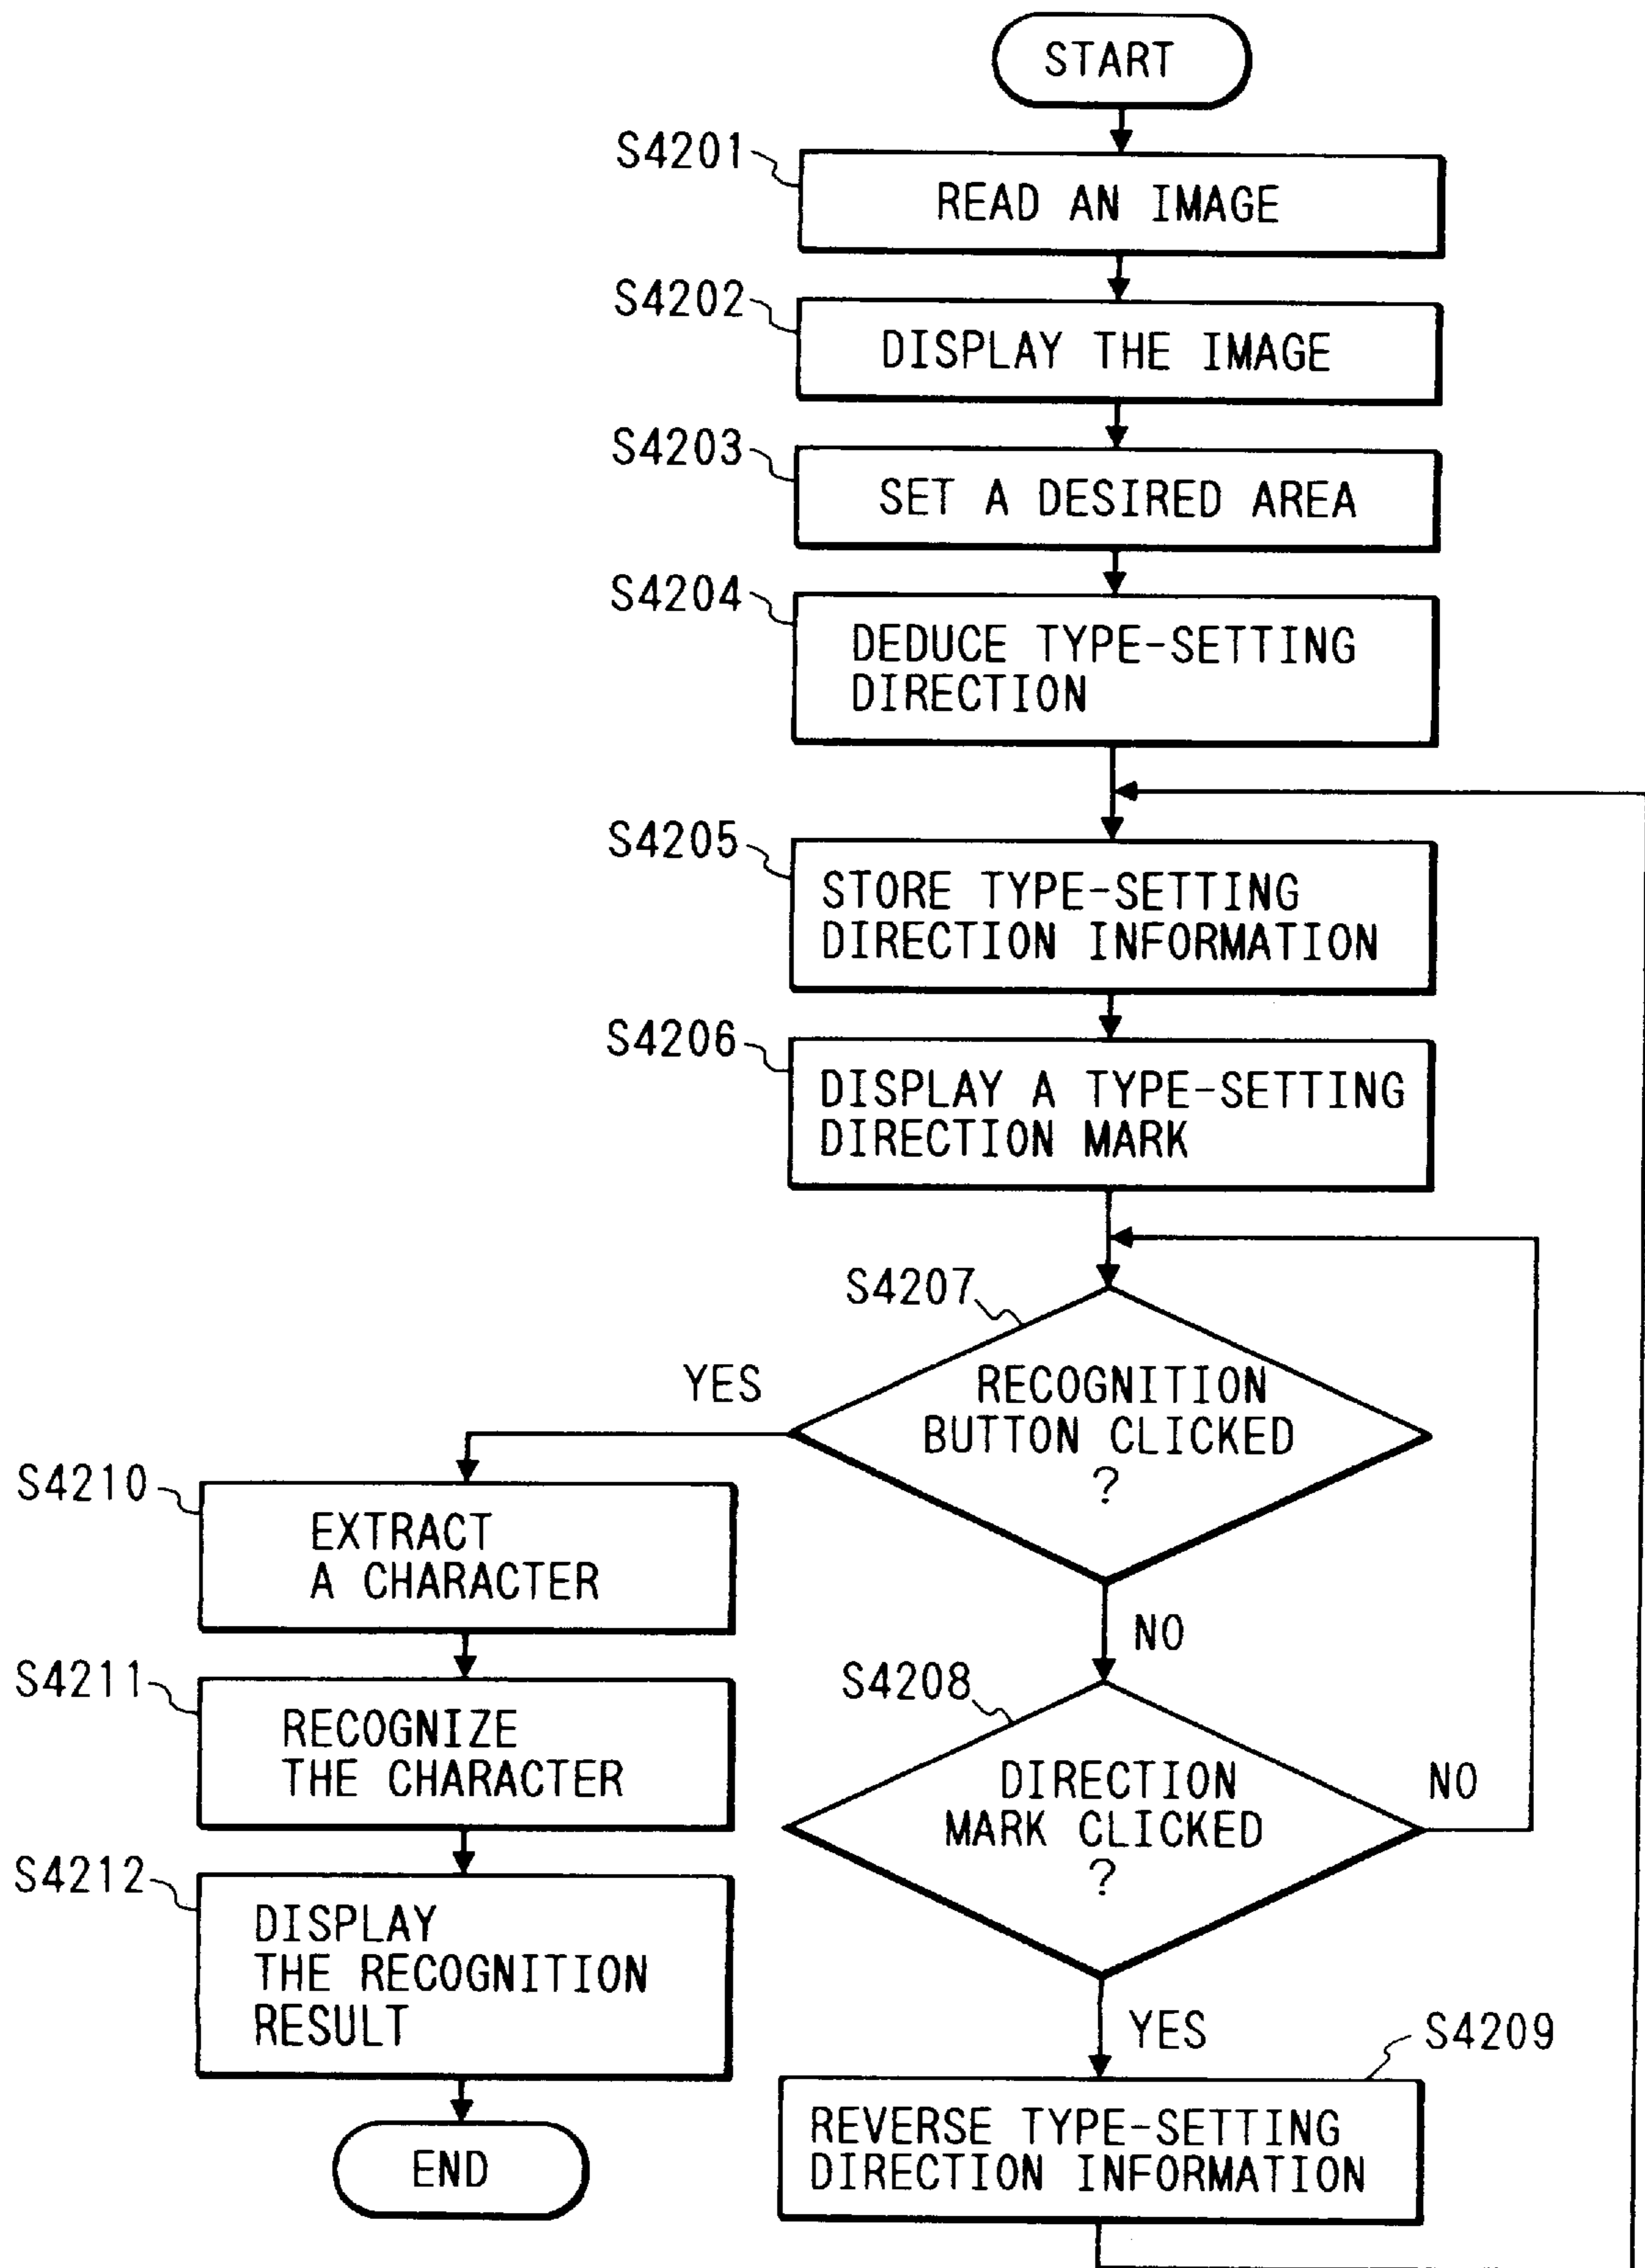 START
S4201
READ AN IMAGE
S4202
DISPLAY THE IMAGE
S4203
SET A DESIRED AREA
S4204
DEDUCE TYPE-SETTING
DIRECTION
S4205
STORE TYPE-SETTING
DIRECTION INFORMATION
S4206
DISPLAY A TYPE-SETTING
DIRECTION MARK
S4207
RECOGNITION
BUTTON CLICKED
?
YES
NO
S4208
DIRECTION
MARK CLICKED
?
NO
YES
S4209
REVERSE TYPE-SETTING
DIRECTION INFORMATION
S4210
EXTRACT
A CHARACTER
S4211
RECOGNIZE
THE CHARACTER
S4212
DISPLAY
THE RECOGNITION
RESULT
END